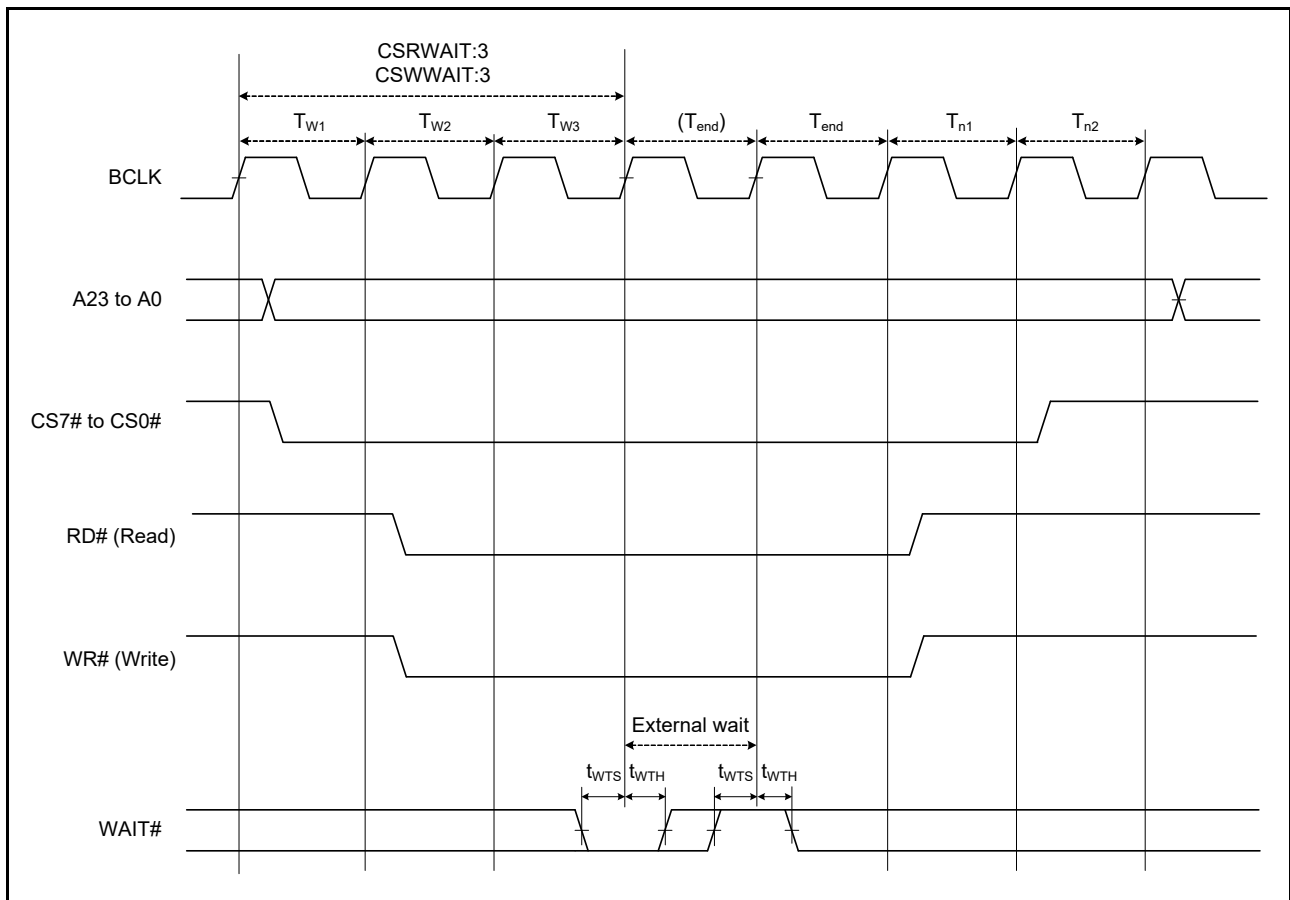 CSRWAIT:3
CSWWAIT:3
TW1 TW2 TW3 (Tend) Tend Tn1 Tn2
BCLK
A23 to A0
CS7# to CS0#
RD# (Read)
WR# (Write)
External wait
tWTS tWTH tWTS tWTH
WAIT#